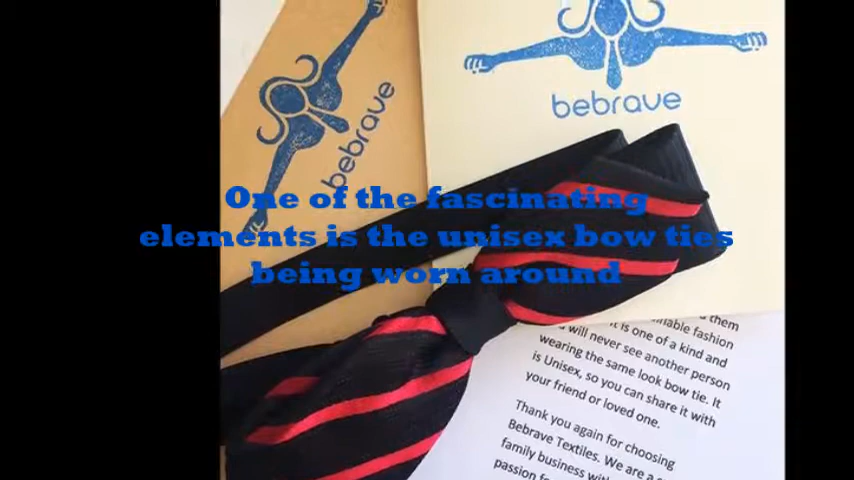 bebrave
bebrave
One of the fascinating
elements is the unisex bow ties
being worn around
them
fashion
will never see another person
It is one of a kind and
wearing the same look bow tie. It
is Unisex, so you can share it with
your friend or loved one.
Thank you again for choosing
Bebrave Textiles. We are a
family business
passion